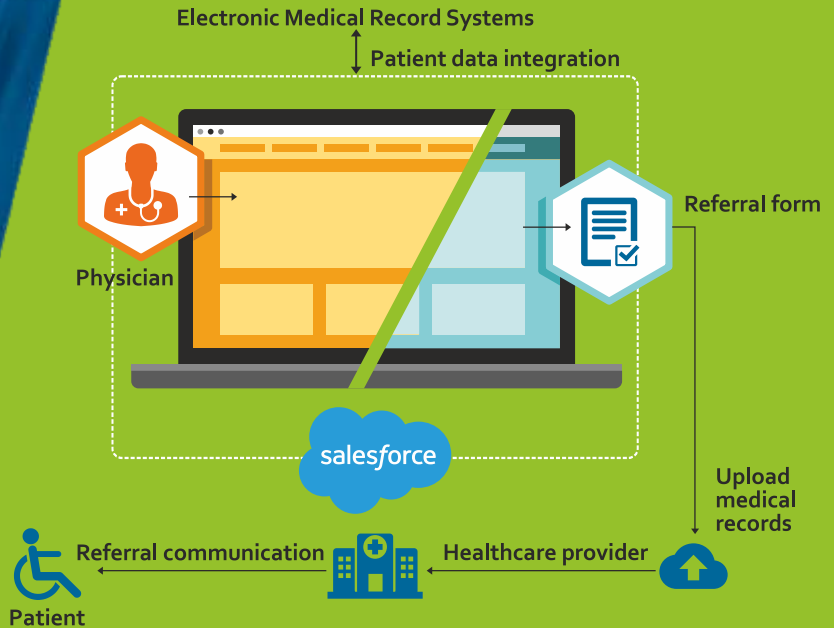 Electronic Medical Record Systems
Patient data integration
Physician
Referral form
salesforce
Upload
medical
records
Referral communication
Healthcare provider
Patient